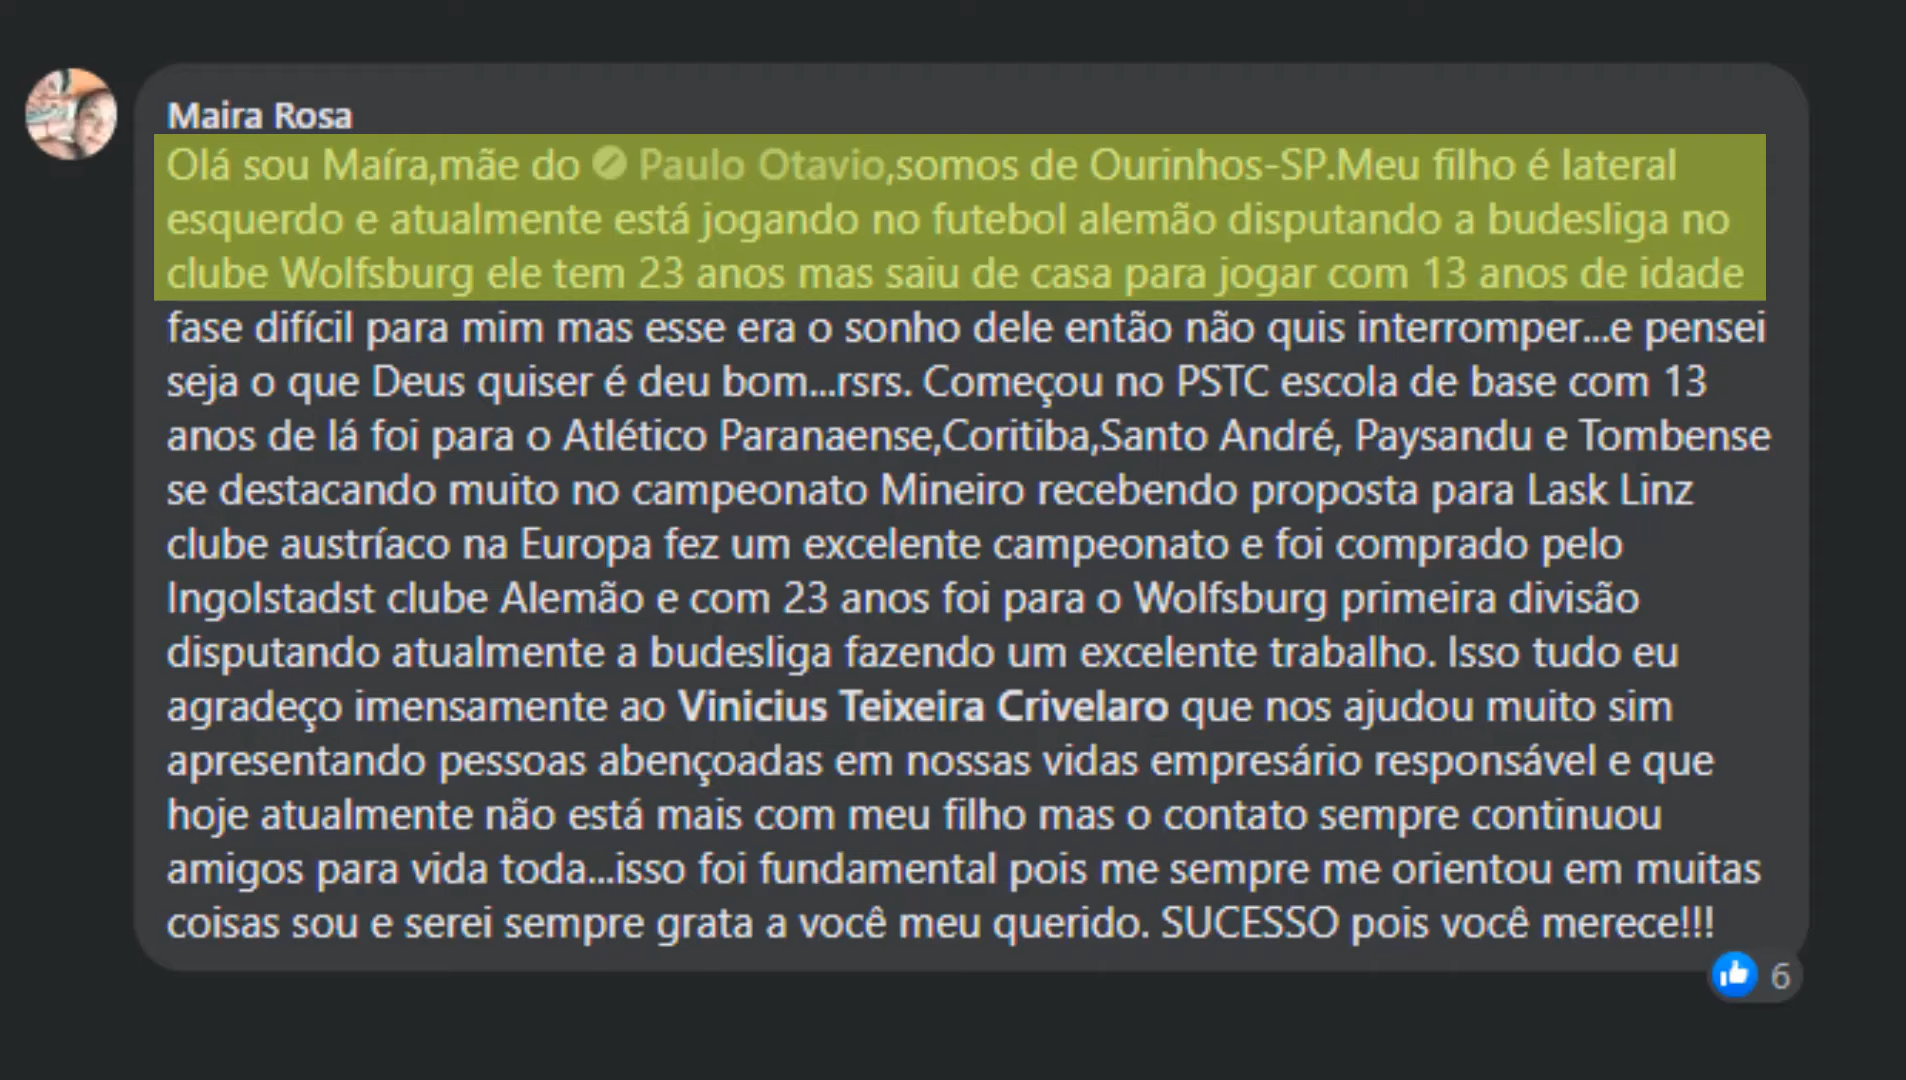 Maira Rosa
Olá sou Maíra,mãe do Paulo Otavio,somos de Ourinhos-SP.Meu filho é lateral
esquerdo e atualmente está jogando no futebol alemão disputando a budesliga no
clube Wolfsburg ele tem 23 anos mas saiu de casa para jogar com 13 anos de idade
fase difícil para mim mas esse era o sonho dele então não quis interromper...e pensei
seja o que Deus quiser é deu bom...rsrs. Começou no PSTC escola de base com 13
anos de lá foi para o Atlético Paranaense,Coritiba,Santo André, Paysandu e Tombense
se destacando muito no campeonato Mineiro recebendo proposta para Lask Linz
clube austríaco na Europa fez um excelente campeonato e foi comprado pelo
Ingolstadst clube Alemão e com 23 anos foi para o Wolfsburg primeira divisão
disputando atualmente a budesliga fazendo um excelente trabalho. Isso tudo eu
agradeço imensamente ao Vinicius Teixeira Crivelaro que nos ajudou muito sim
apresentando pessoas abençoadas em nossas vidas empresário responsável e que
hoje atualmente não está mais com meu filho mas o contato sempre continuou
amigos para vida toda...isso foi fundamental pois me sempre me orientou em muitas
coisas sou e serei sempre grata a você meu querido. SUCESSO pois você merece!!!
6